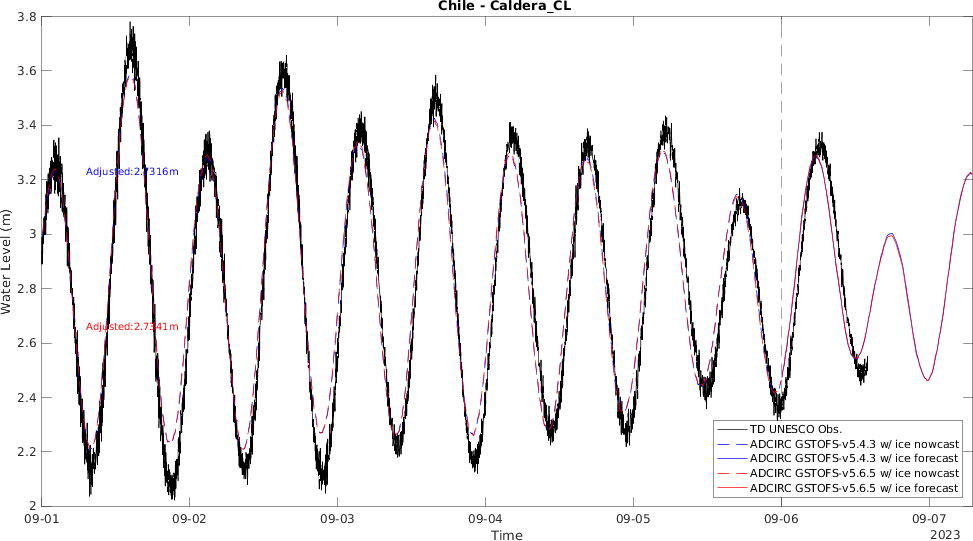 Chile - Caldera_CL
3.8
3.6
3.4
3.2
3
2.8
2.6
2.4
2.2
2
Water Level (m)
Adjusted:2.7316m
Adjusted:2.7341m
TD UNESCO Obs.
ADCIRC GSTOFS-v5.4.3 w/ ice nowcast
ADCIRC GSTOFS-v5.4.3 w/ ice forecast
ADCIRC GSTOFS-v5.6.5 w/ ice nowcast
ADCIRC GSTOFS-v5.6.5 w/ ice forecast
09-01 09-02 09-03 09-04 09-05 09-06 09-07
Time
2023